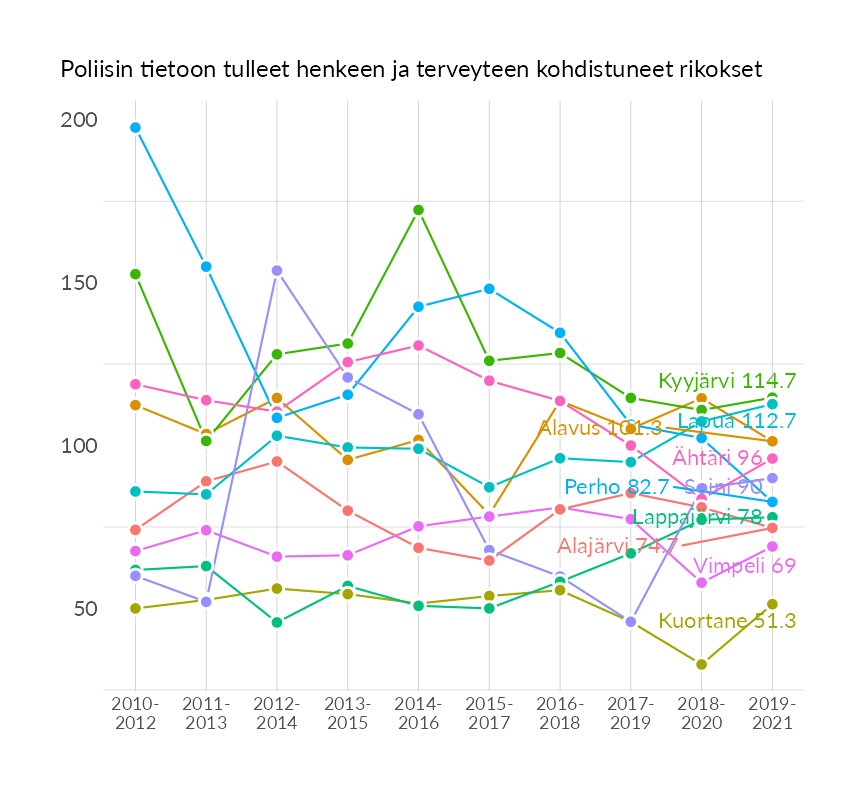 Poliisin tietoon tulleet henkeen ja terveyteen kohdistuneet rikokset
200
150
100
50
Kyyjärvi 114.7
Lapua 112.7
Alavus 101.3
Ähtäri 96
Perho 82.7
Soini 90
Lappajärvi 78
Alajärvi 74.7
Vimpeli 69
Kuortane 51.3
2010- 2011- 2012- 2013- 2014- 2015- 2016- 2017- 2018- 2019-
2012 2013 2014 2015 2016 2017 2018 2019 2020 2021